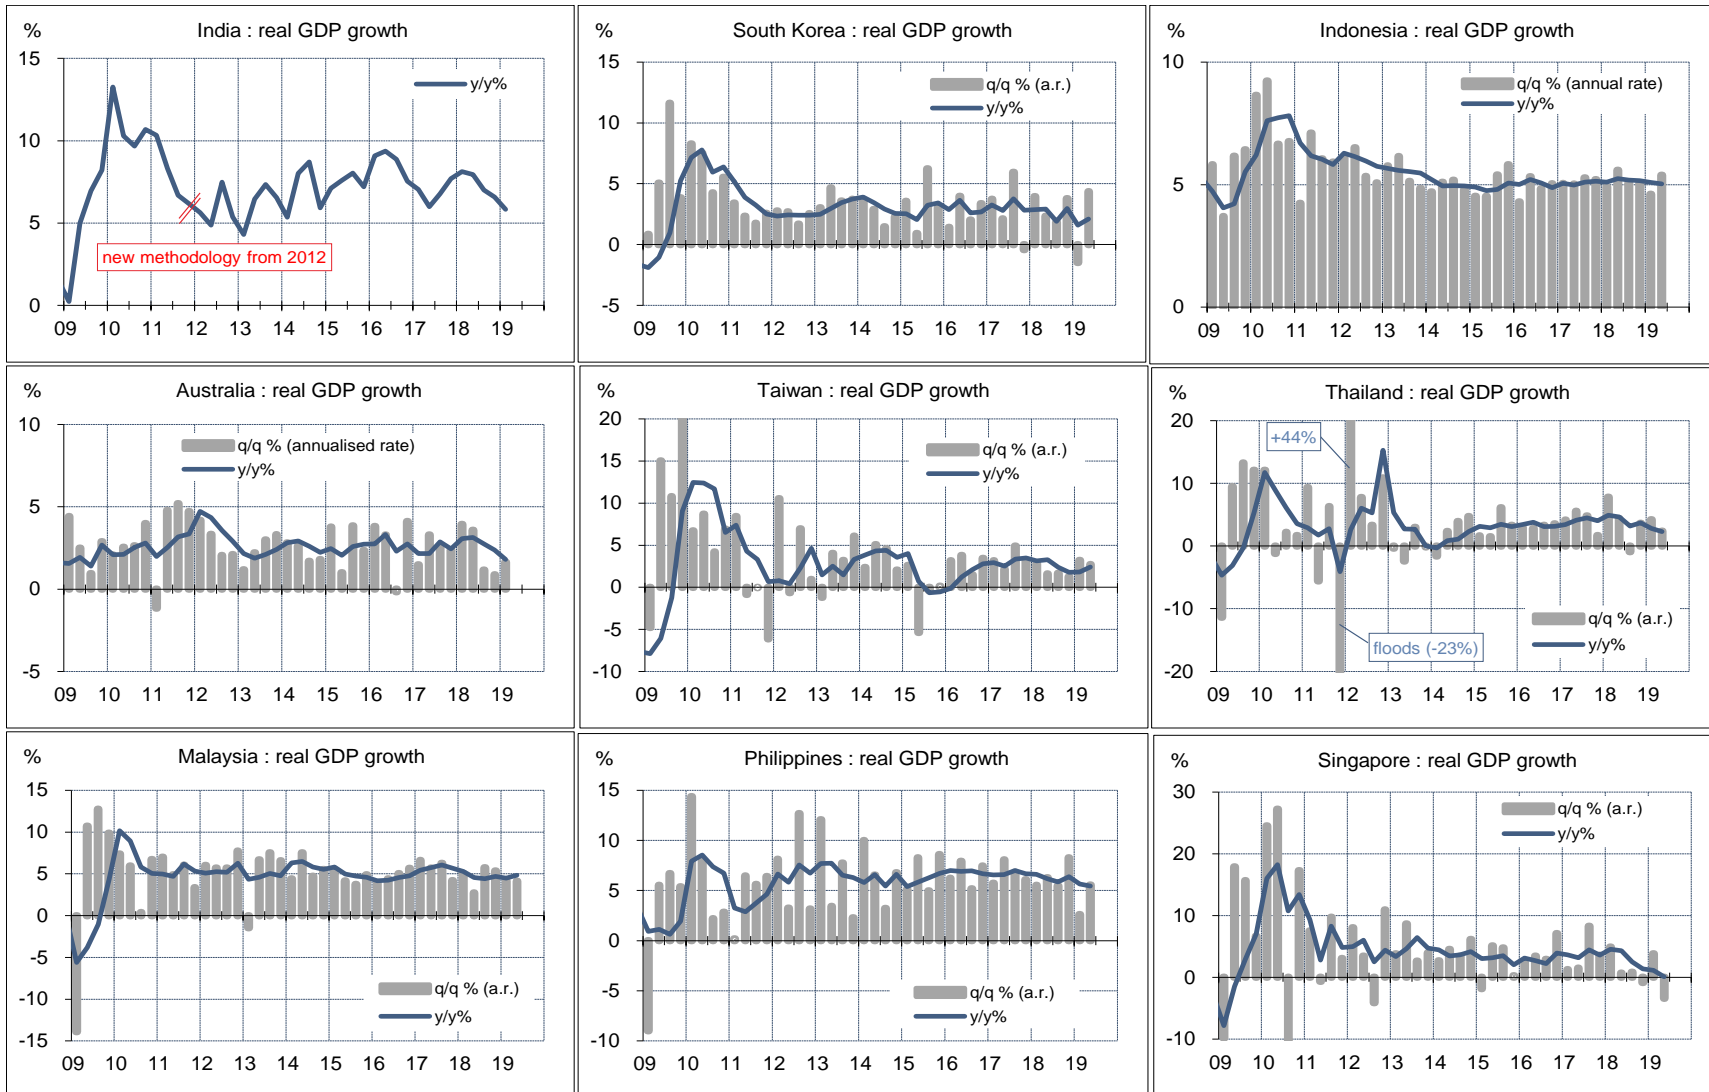 % India : real GDP growth
15
10
5
0
y/y%
new methodology from 2012
09 10 11 12 13 14 15 16 17 18 19
% South Korea : real GDP growth
15
10
5
0
-5
q/q % (a.r.)
y/y%
09 10 11 12 13 14 15 16 17 18 19
% Indonesia : real GDP growth
10
5
0
q/q % (annual rate)
y/y%
09 10 11 12 13 14 15 16 17 18 19
% Australia : real GDP growth
10
5
0
-5
q/q % (annualised rate)
y/y%
09 10 11 12 13 14 15 16 17 18 19
% Taiwan : real GDP growth
20
15
10
5
0
-5
-10
q/q % (a.r.)
y/y%
09 10 11 12 13 14 15 16 17 18 19
% Thailand : real GDP growth
20
10
0
-10
-20
+44%
floods (-23%)
q/q % (a.r.)
y/y%
09 10 11 12 13 14 15 16 17 18 19
% Malaysia : real GDP growth
15
10
5
0
-5
-10
-15
q/q % (a.r.)
y/y%
09 10 11 12 13 14 15 16 17 18 19
% Philippines : real GDP growth
15
10
5
0
-5
-10
q/q % (a.r.)
y/y%
09 10 11 12 13 14 15 16 17 18 19
% Singapore : real GDP growth
30
20
10
0
-10
q/q % (a.r.)
y/y%
09 10 11 12 13 14 15 16 17 18 19